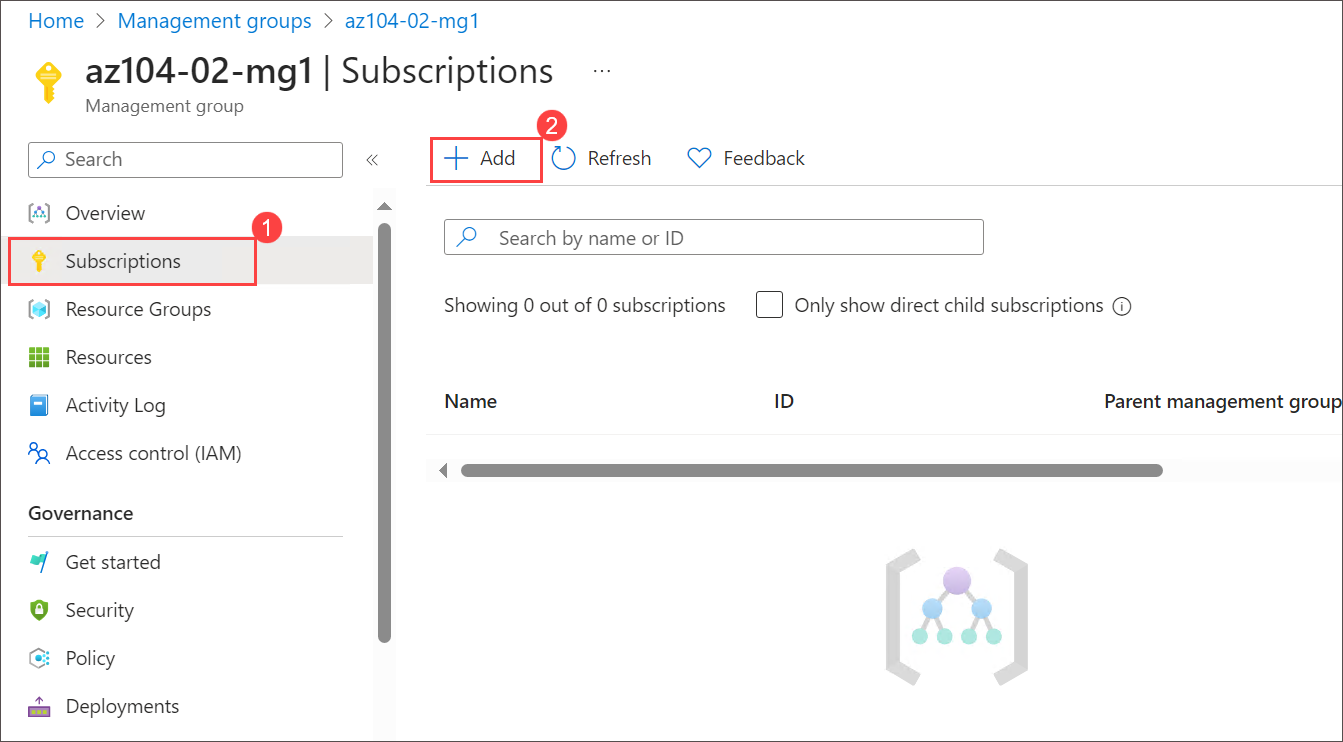 Home > Management groups > az104-02-mg1
az104-02-mg1 | Subscriptions ...
Management group
Search «
Overview
1
Subscriptions
Resource Groups
Resources
Activity Log
Access control (IAM)
Governance
Get started
Security
Policy
Deployments
2
Add Refresh Feedback
Search by name or ID
Showing 0 out of 0 subscriptions Only show direct child subscriptions
Name ID Parent management group